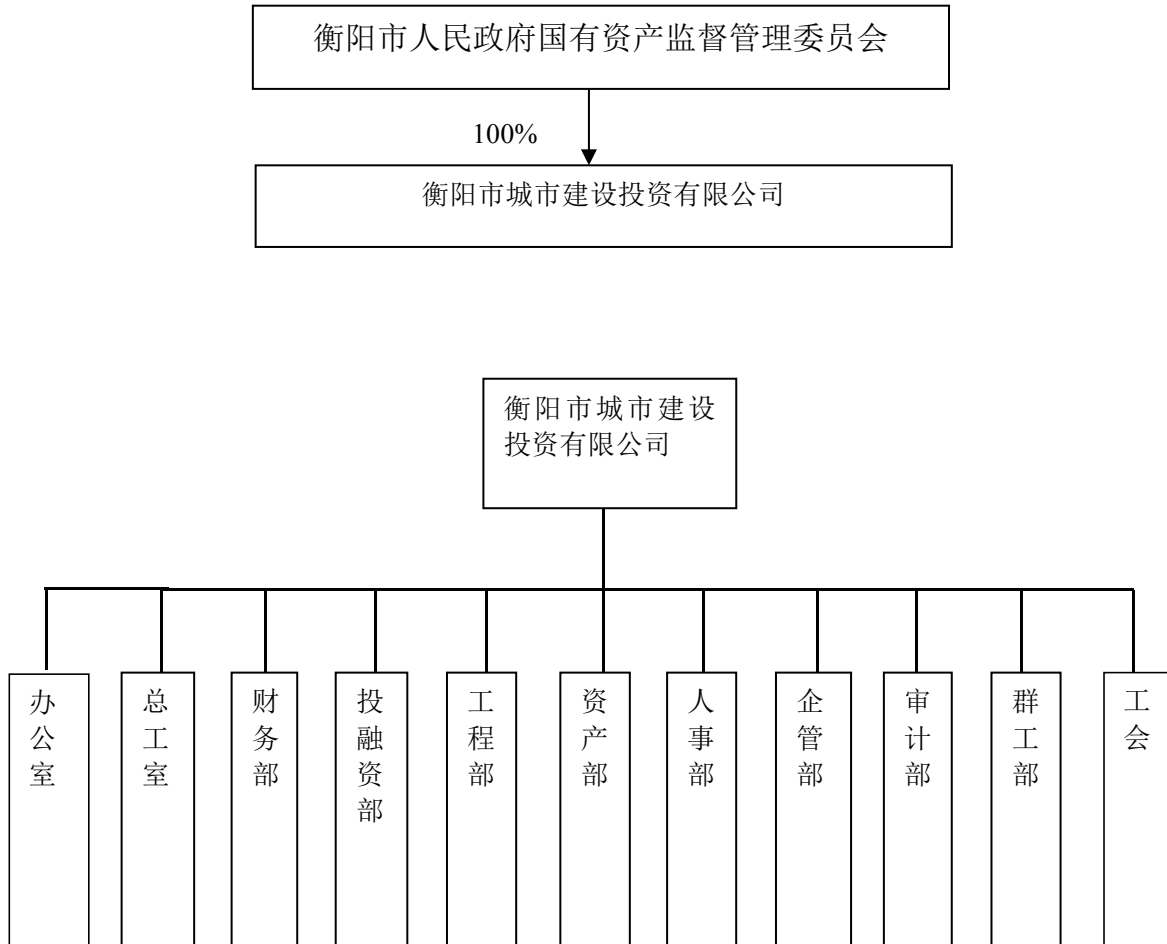 衡阳市人民政府国有资产监督管理委员会
100%
衡阳市城市建设投资有限公司
衡阳市城市建设
投资有限公司
办公室
总工室
财务部
投融资部
工程部
资产部
人事部
企管部
审计部
群工部
工会